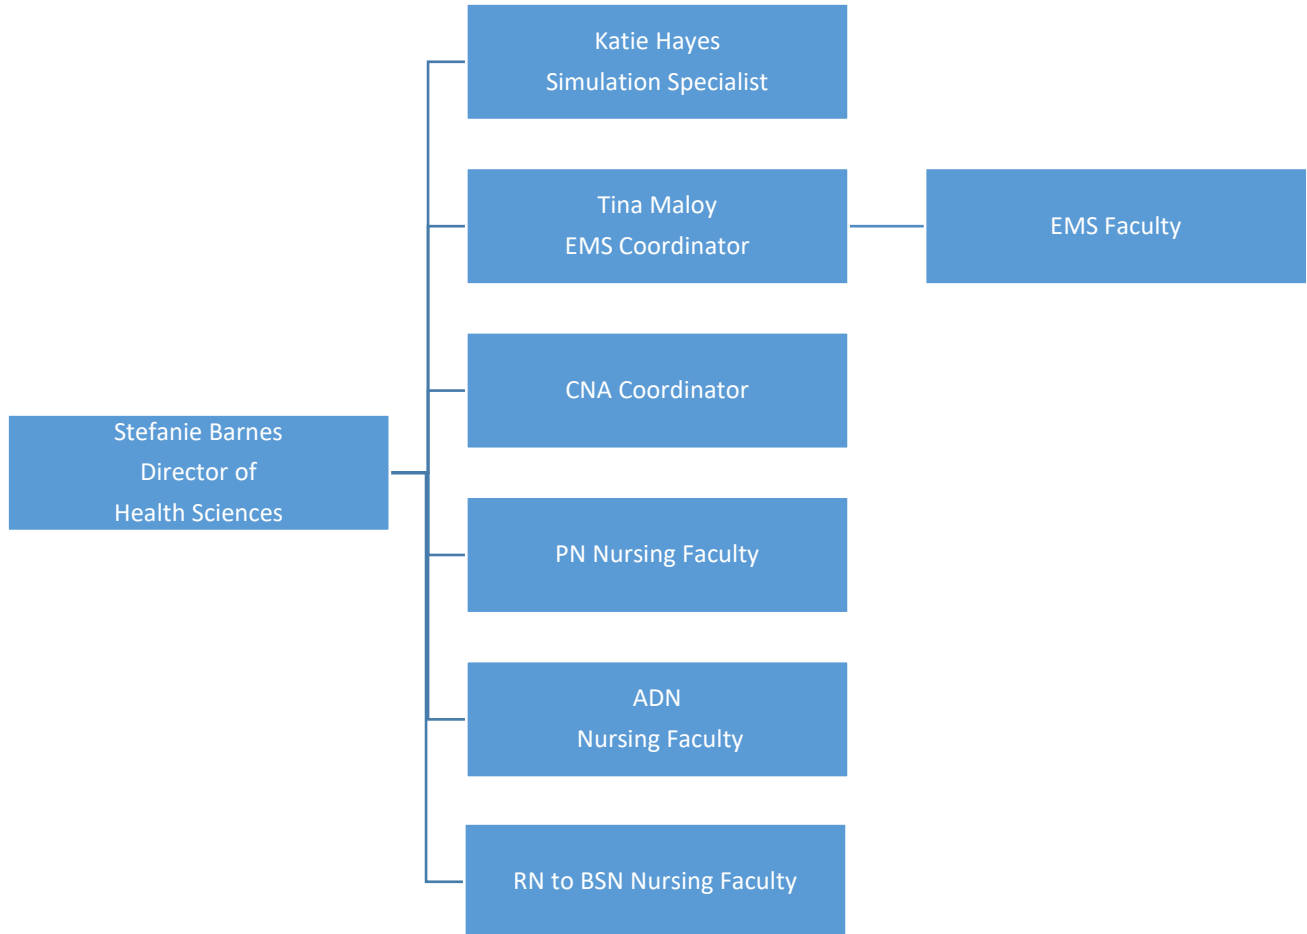 Katie Hayes
Simulation Specialist
Tina Maloy
EMS Coordinator
EMS Faculty
CNA Coordinator
Stefanie Barnes
Director of
Health Sciences
PN Nursing Faculty
ADN
Nursing Faculty
RN to BSN Nursing Faculty